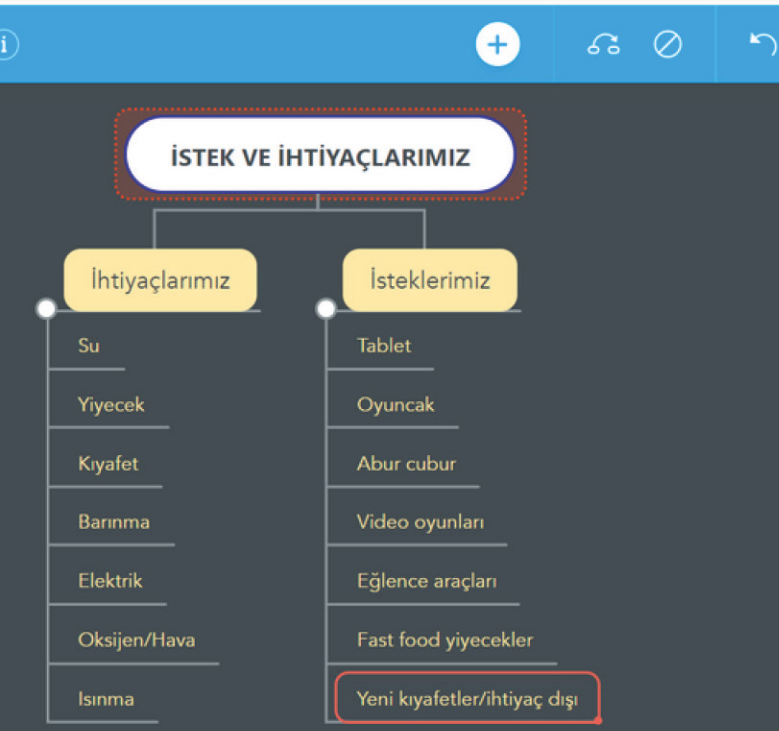 i
İSTEK VE İHTİYAÇLARIMIZ
İhtiyaçlarımız
Su
Yiyecek
Kıyafet
Barınma
Elektrik
Oksijen/Hava
Isınma
İsteklerimiz
Tablet
Oyuncak
Abur cubur
Video oyunları
Eğlence araçları
Fast food yiyecekler
Yeni kıyafetler/ihtiyaç dışı